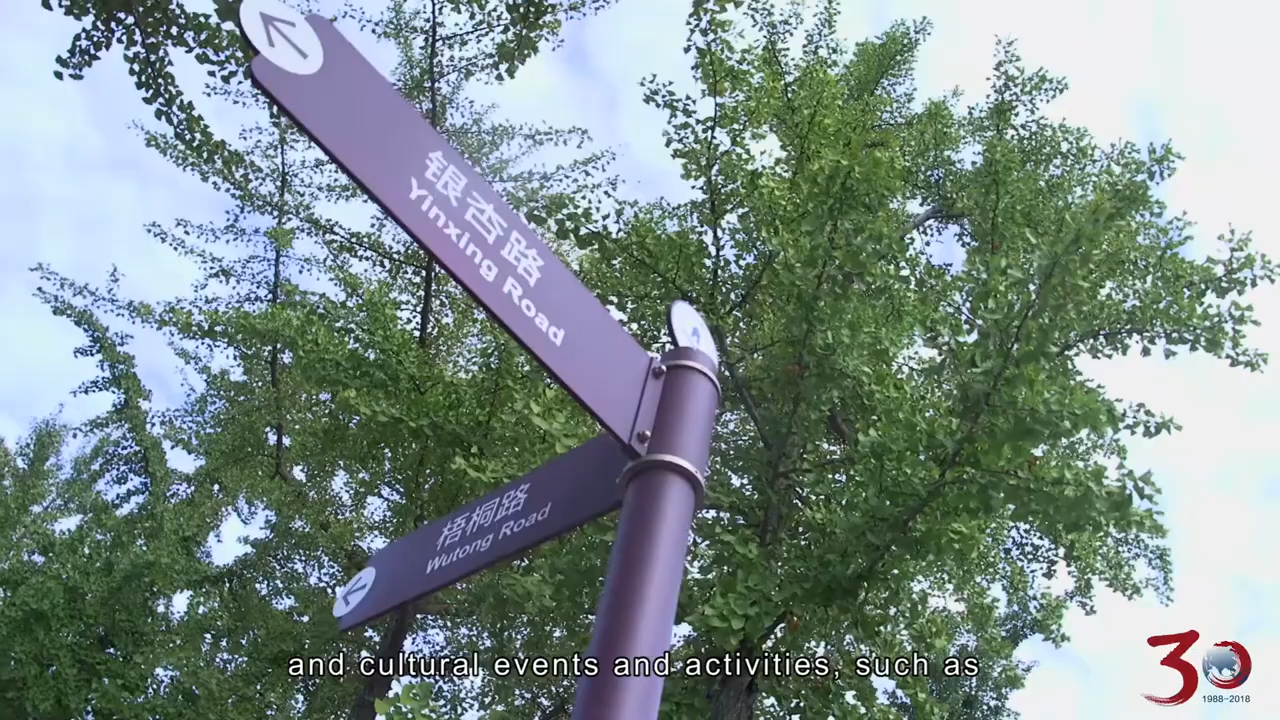 银杏路
Yinxing Road
梧桐路
Wutong Road
and cultural events and activities, such as
30
1988-2018